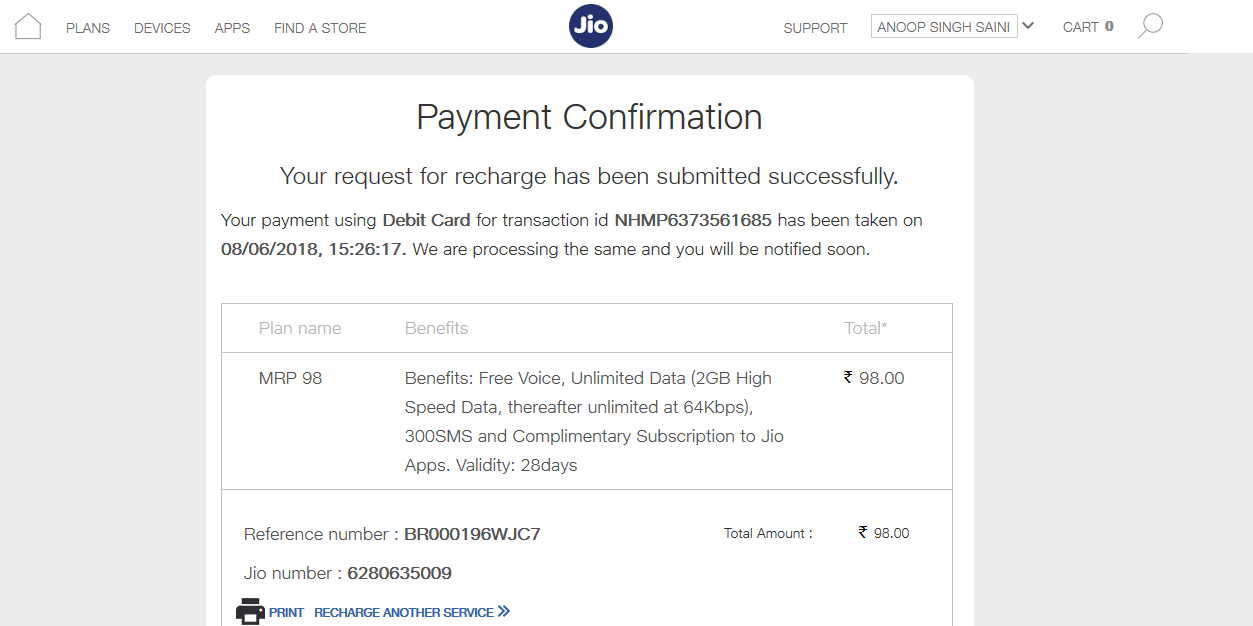 PLANS DEVICES APPS FIND A STORE Jio SUPPORT ANOOP SINGH SAINI CART 0
Payment Confirmation
Your request for recharge has been submitted successfully.
Your payment using Debit Card for transaction id NHMP6373561685 has been taken on
08/06/2018, 15:26:17. We are processing the same and you will be notified soon.
Plan name Benefits Total*
MRP 98 Benefits: Free Voice, Unlimited Data (2GB High ₹ 98.00
Speed Data, thereafter unlimited at 64Kbps),
300SMS and Complimentary Subscription to Jio
Apps. Validity: 28days
Reference number : BR000196WJC7 Total Amount : ₹ 98.00
Jio number : 6280635009
PRINT RECHARGE ANOTHER SERVICE »